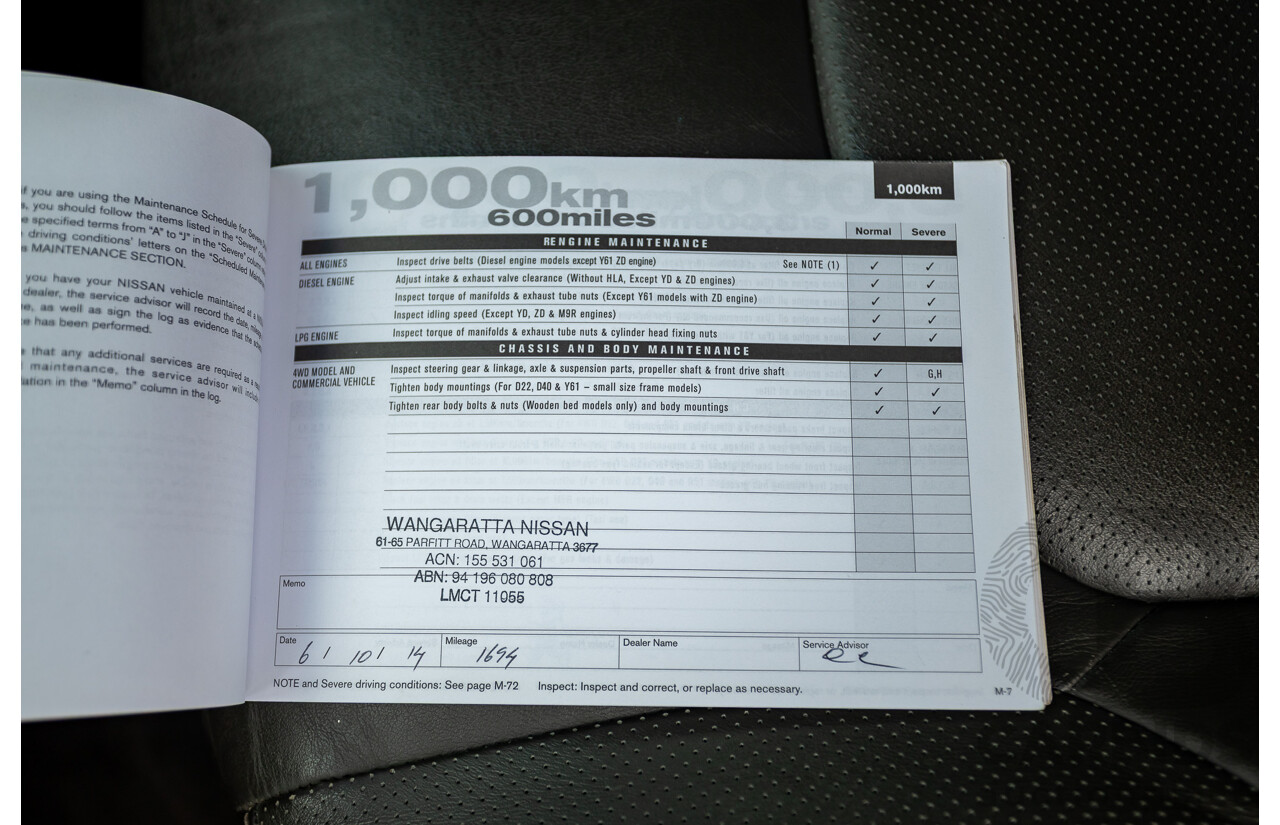 if you are using the Maintenance Schedule for Severe
you should follow the items listed in the "Severe"
specified terms from "A" to "J" in the "Severe" column
driving conditions' letters on the "Scheduled
MAINTENANCE SECTION.
you have your NISSAN vehicle maintained at a
dealer, the service advisor will record the date, mileage
as well as sign the log as evidence that the
has been performed.
that any additional services are required as a
maintenance, the service advisor will include
in the "Memo" column in the log.
1,000km
600miles
1,000km
Normal Severe
RENGINE MAINTENANCE
ALL ENGINES Inspect drive belts (Diesel engine models except Y61 ZD engine) See NOTE (1) ✓ ✓
DIESEL ENGINE Adjust intake & exhaust valve clearance (Without HLA, Except YD & ZD engines) ✓ ✓
Inspect torque of manifolds & exhaust tube nuts (Except Y61 models with ZD engine) ✓ ✓
Inspect idling speed (Except YD, ZD & M9R engines) ✓ ✓
LPG ENGINE Inspect torque of manifolds & exhaust tube nuts & cylinder head fixing nuts ✓ ✓
CHASSIS AND BODY MAINTENANCE
4WD MODEL AND
COMMERCIAL VEHICLE
Inspect steering gear & linkage, axle & suspension parts, propeller shaft & front drive shaft ✓ G,H
Tighten body mountings (For D22, D40 & Y61 – small size frame models) ✓ ✓
Tighten rear body bolts & nuts (Wooden bed models only) and body mountings ✓ ✓
WANGARATTA NISSAN
61-65 PARFITT ROAD, WANGARATTA 3677
ACN: 155 531 061
ABN: 94 196 080 808
LMCT 11055
Memo
Date 6 / 10 / 14
Mileage 1694
Dealer Name
Service Advisor
NOTE and Severe driving conditions: See page M-72 Inspect: Inspect and correct, or replace as necessary.
M-7